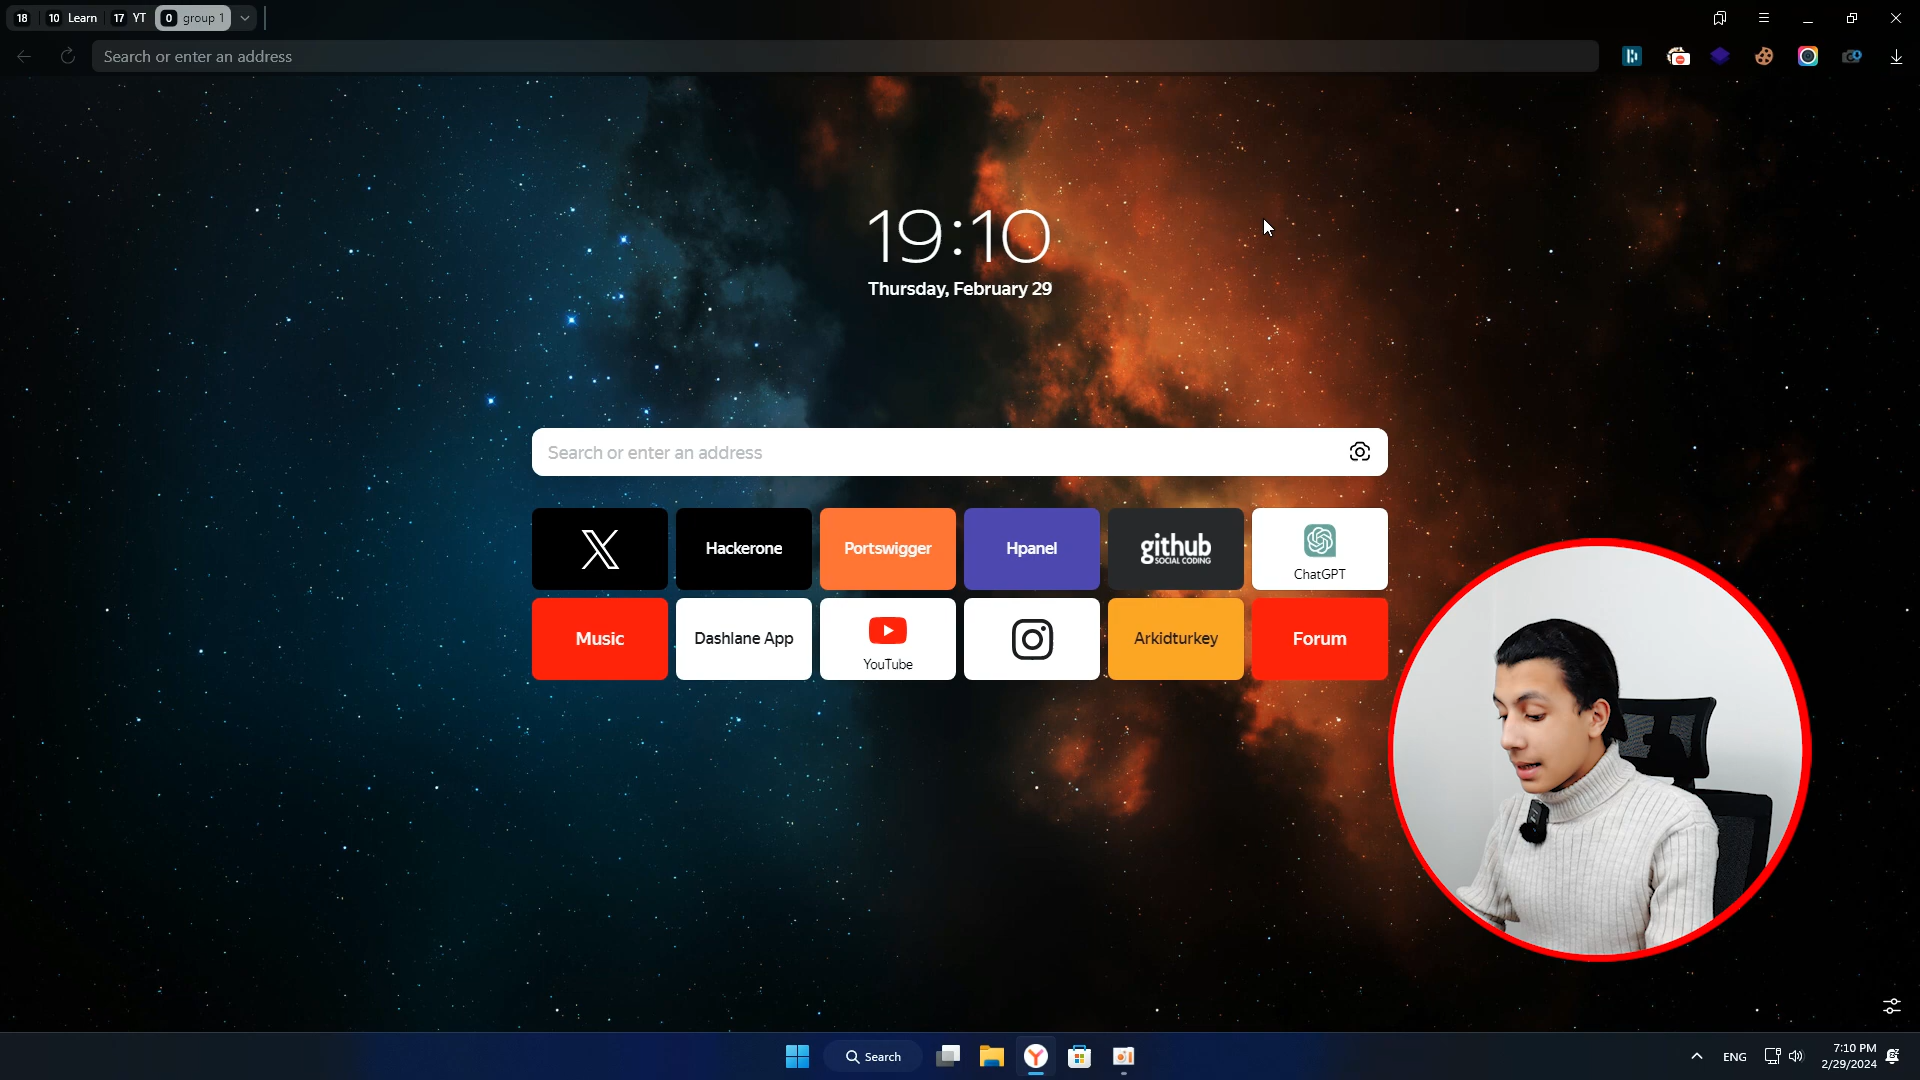 18 10 Learn 17 YT 0 group 1
Search or enter an address
19:10
Thursday, February 29
Search or enter an address
Hackerone Portswigger Hpanel github SOCIAL CODING ChatGPT
Music Dashlane App YouTube Arkidturkey Forum
Search
ENG
7:10 PM
2/29/2024